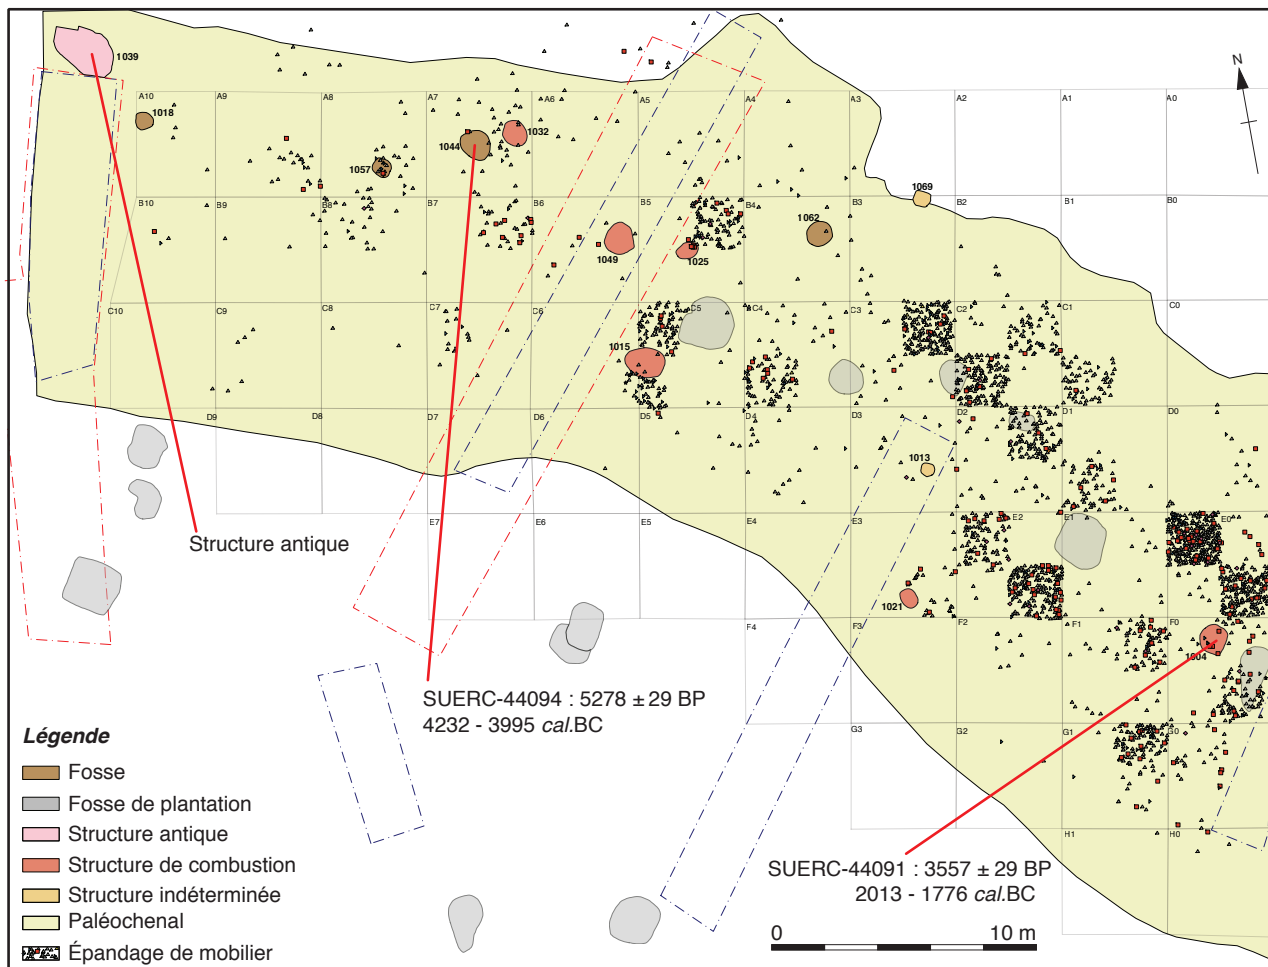 1039
N
A10
A9
A8
A7
A6
A5
A4
A3
A2
A1
A0
1018
1032
1044
1057
1069
B10
B9
B8
B7
B6
B5
B4
B3
B2
B1
B0
1062
1049
1025
C10
C9
C8
C7
C6
C5
C4
C3
C2
C1
C0
1015
D9
D8
D7
D6
D5
D4
D3
D2
D1
D0
1013
Structure antique
E7
E6
E5
E4
E3
E2
E1
E0
1021
F4
F3
F2
F1
F0
1004
SUERC-44094 : 5278 ± 29 BP
4232 - 3995 cal.BC
G3
G2
G1
G0
H1
H0
SUERC-44091 : 3557 ± 29 BP
2013 - 1776 cal.BC
0 10 m
Légende
Fosse
Fosse de plantation
Structure antique
Structure de combustion
Structure indéterminée
Paléochenal
Épandage de mobilier